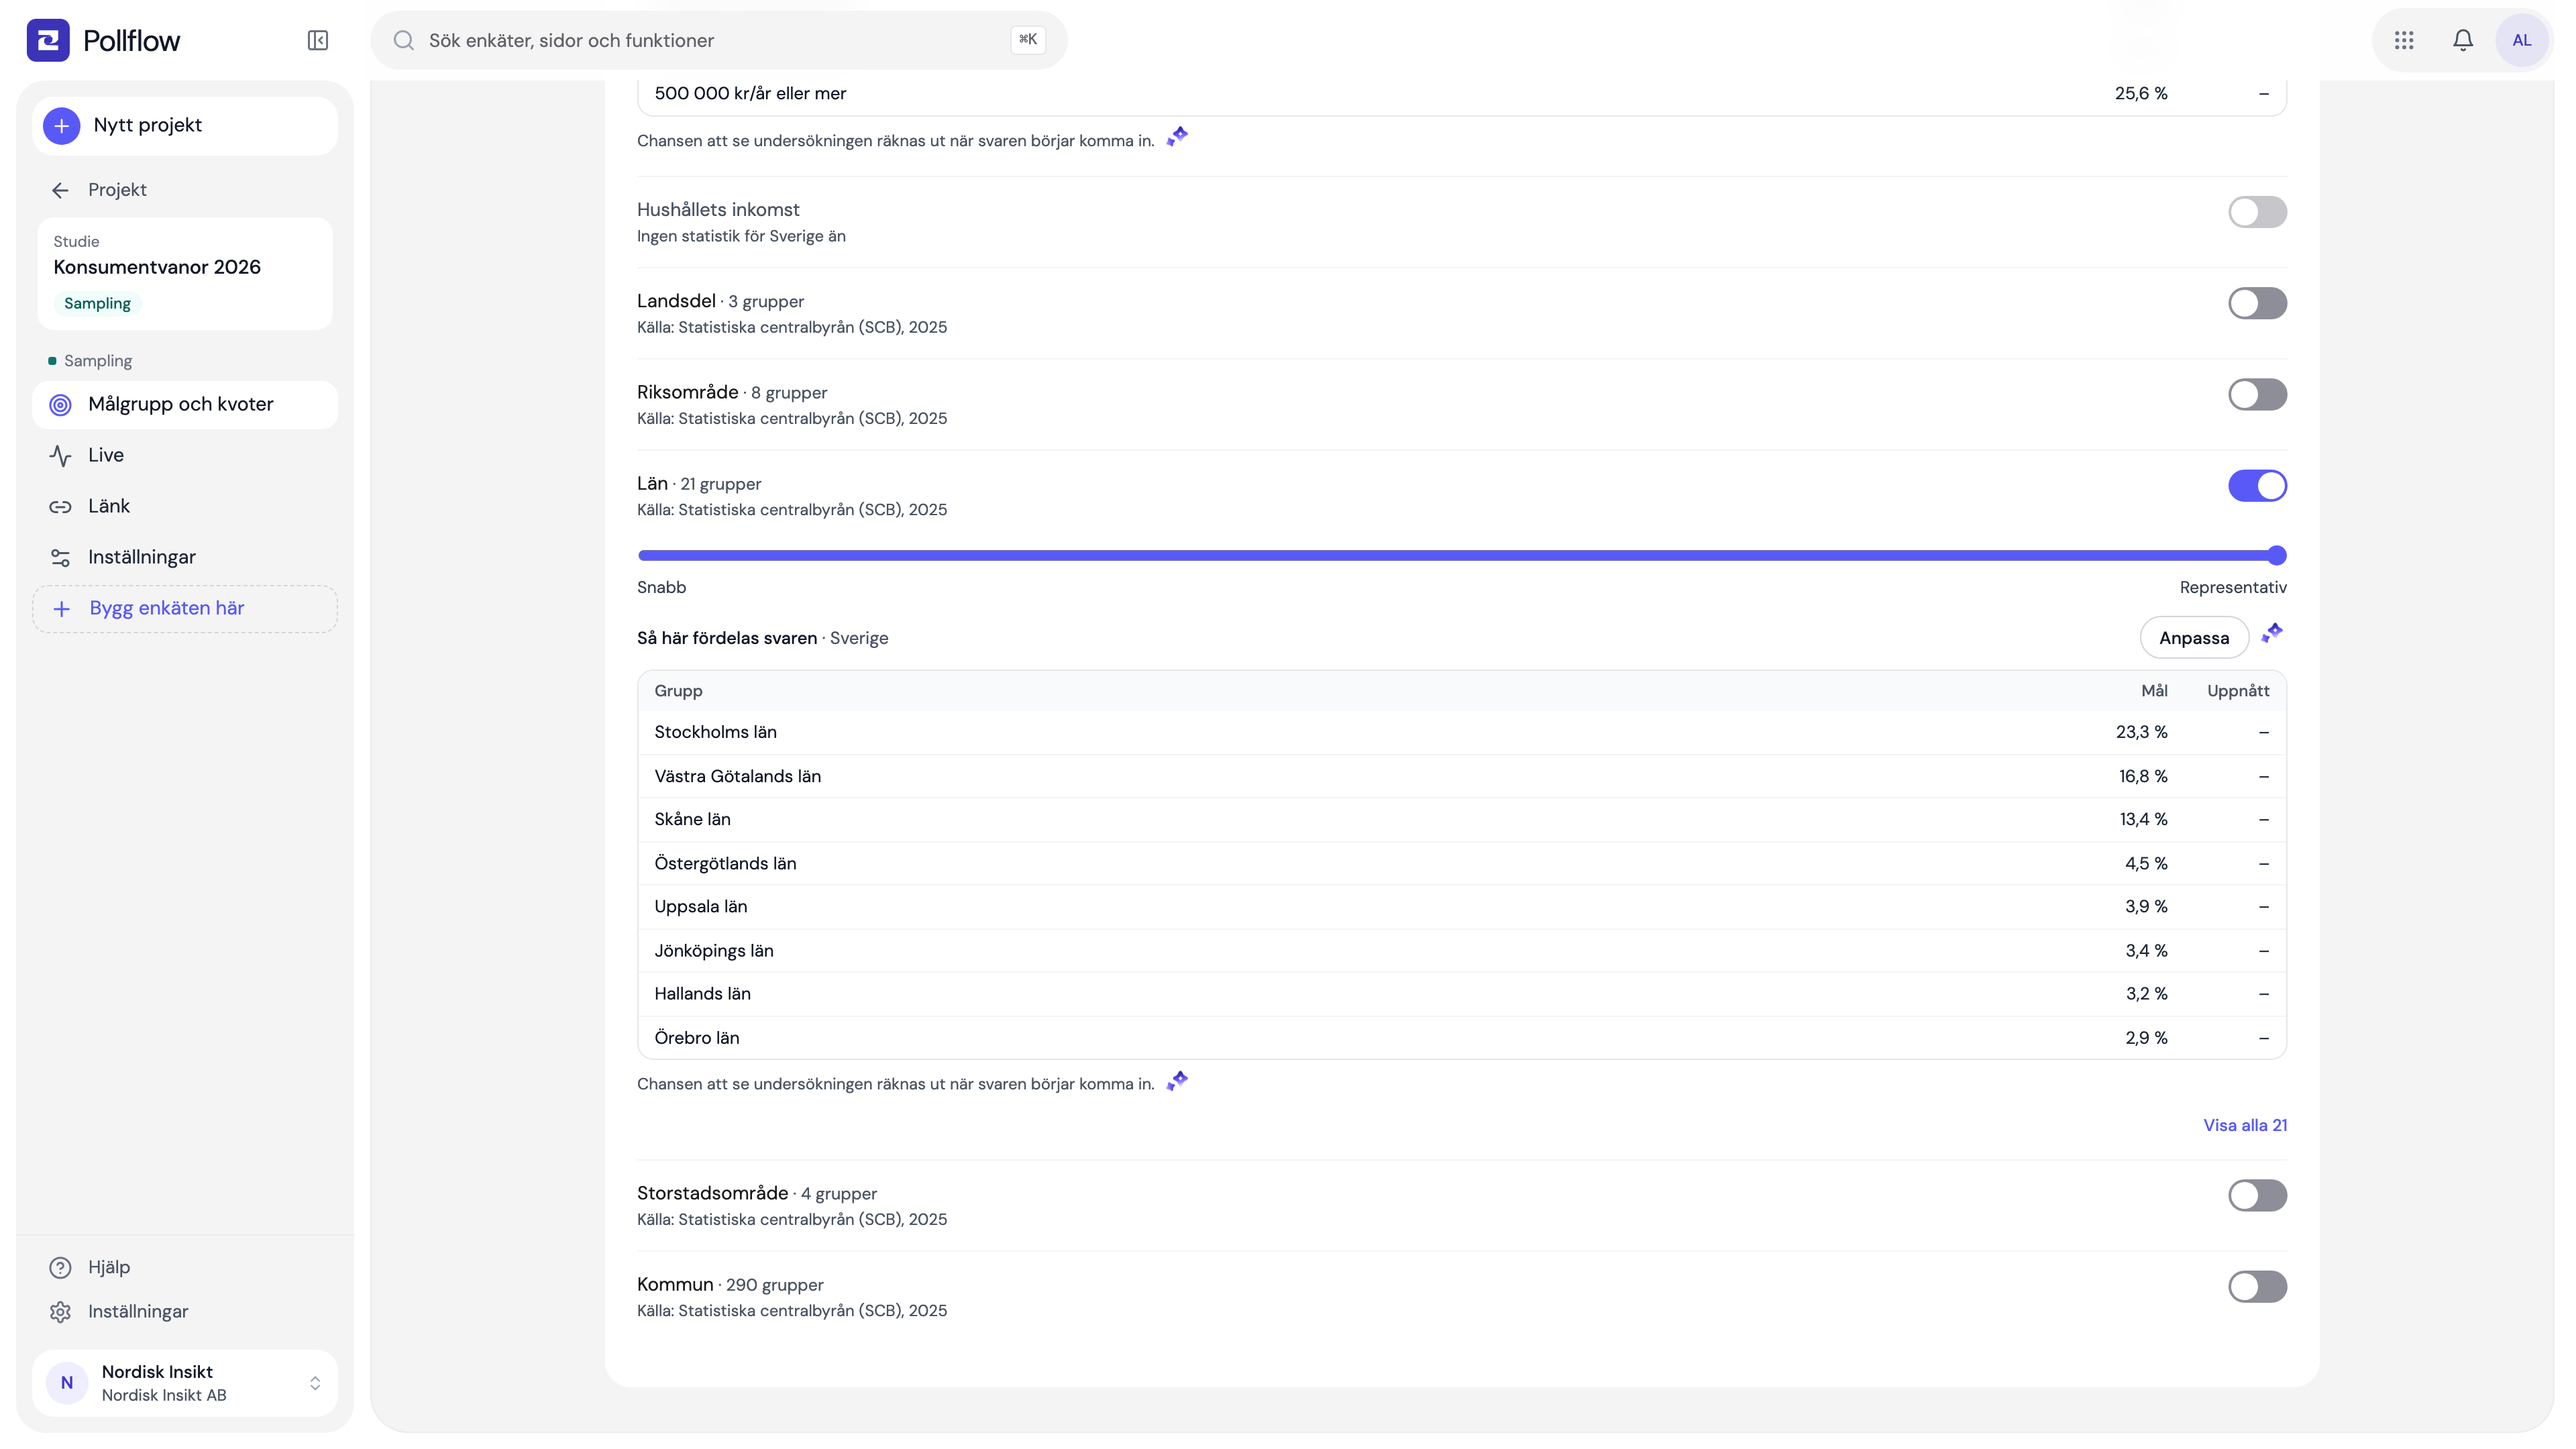 Pollflow
Sök enkäter, sidor och funktioner
⌘K
AL
Nytt projekt
Projekt
Studie
Konsumentvanor 2026
Sampling
Sampling
Målgrupp och kvoter
Live
Länk
Inställningar
Bygg enkäten här
Hjälp
Inställningar
N
Nordisk Insikt
Nordisk Insikt AB
500 000 kr/år eller mer 25,6 % –
Chansen att se undersökningen räknas ut när svaren börjar komma in.
Hushållets inkomst
Ingen statistik för Sverige än
Landsdel · 3 grupper
Källa: Statistiska centralbyrån (SCB), 2025
Riksområde · 8 grupper
Källa: Statistiska centralbyrån (SCB), 2025
Län · 21 grupper
Källa: Statistiska centralbyrån (SCB), 2025
Snabb Representativ
Så här fördelas svaren · Sverige Anpassa
Grupp Mål Uppnått
Stockholms län 23,3 % –
Västra Götalands län 16,8 % –
Skåne län 13,4 % –
Östergötlands län 4,5 % –
Uppsala län 3,9 % –
Jönköpings län 3,4 % –
Hallands län 3,2 % –
Örebro län 2,9 % –
Chansen att se undersökningen räknas ut när svaren börjar komma in.
Visa alla 21
Storstadsområde · 4 grupper
Källa: Statistiska centralbyrån (SCB), 2025
Kommun · 290 grupper
Källa: Statistiska centralbyrån (SCB), 2025